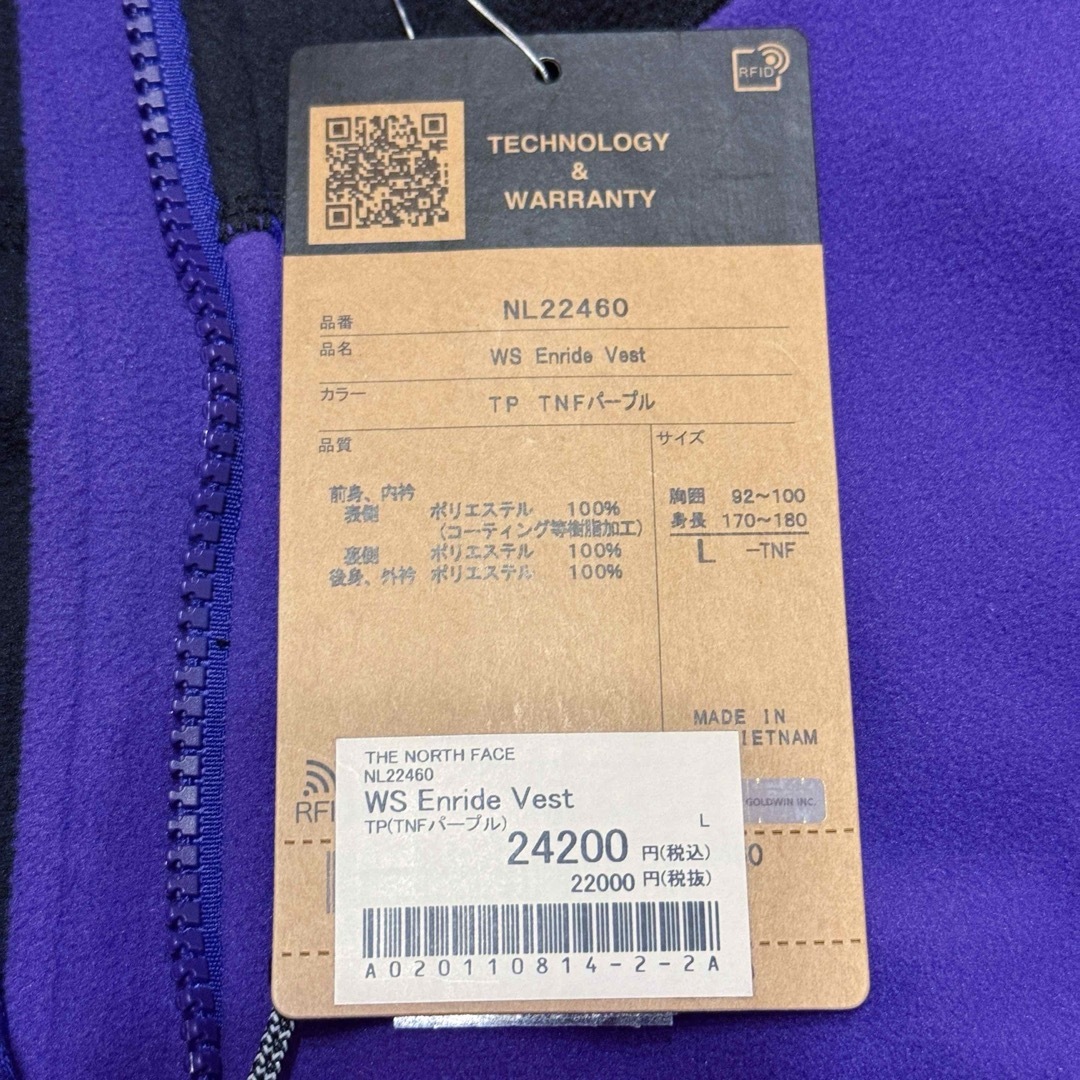 RFID
TECHNOLOGY
&
WARRANTY
品番 NL22460
品名 WS Enride Vest
カラー TP TNFパープル
品質
サイズ
前身、内衿
表側 ポリエステル 100%
(コーティング等樹脂加工)
裏側 ポリエステル 100%
後身、外衿 ポリエステル 100%
胸囲 92〜100
身長 170〜180
L -TNF
MADE IN
IETNAM
RFI
GOLDWIN INC.
THE NORTH FACE
NL22460
WS Enride Vest
TP(TNFパープル) L
24200 円(税込)
22000 円(税抜)
A020110814-2-2A